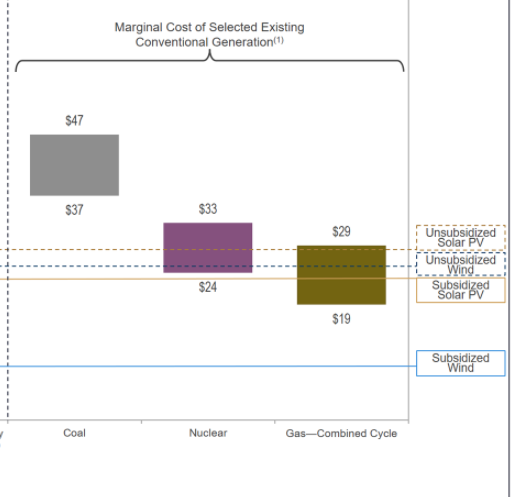 Marginal Cost of Selected Existing
Conventional Generation(1)
$47
$37
$33
$24
$29
$19
Unsubsidized
Solar PV
Unsubsidized
Wind
Subsidized
Solar PV
Subsidized
Wind
y
Coal
Nuclear
Gas—Combined Cycle